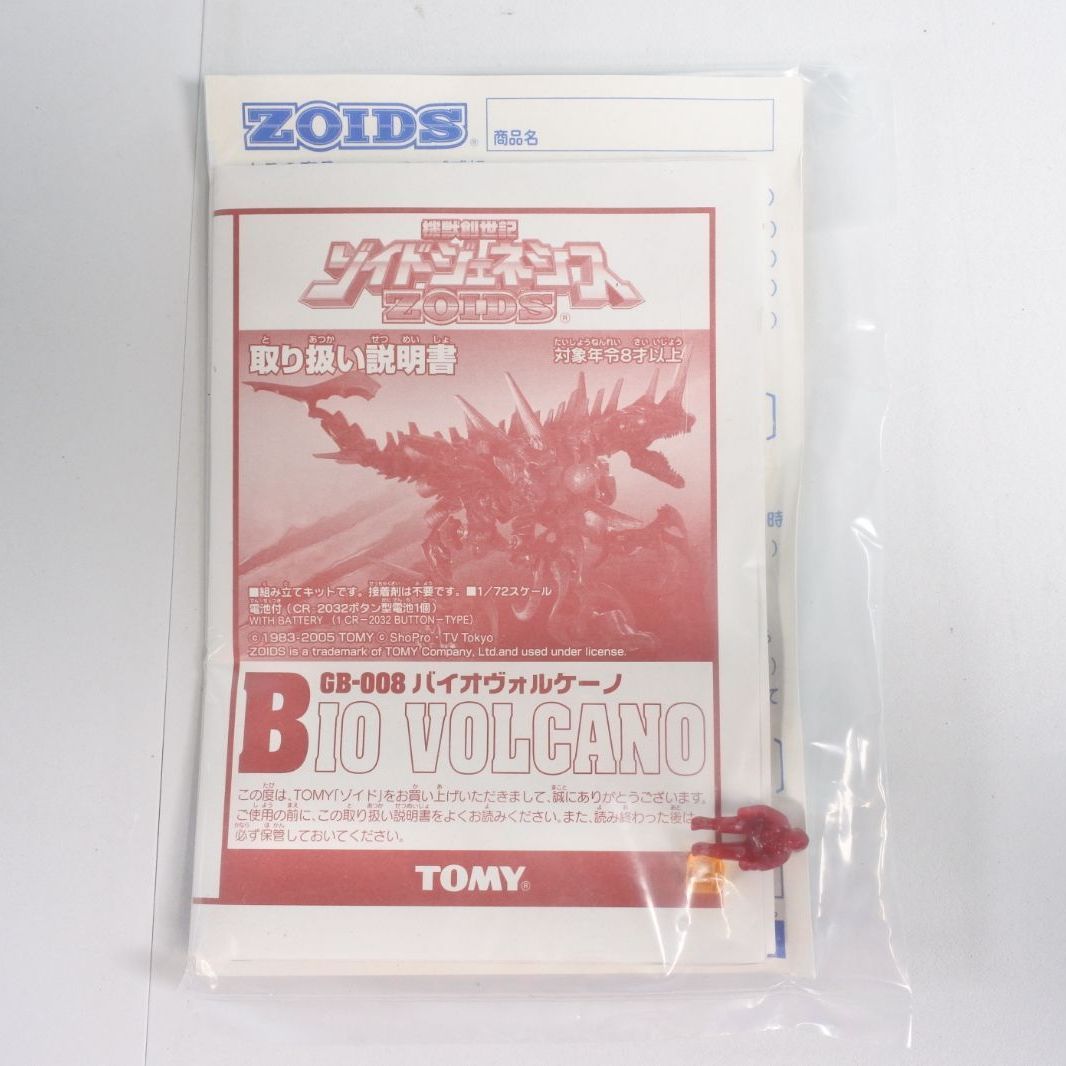 ZOIDS®
商品名
機獣創世記
ゾイドジェネシス
ZOIDS®
取り扱い説明書
対象年令8才以上
■組み立てキットです。接着剤は不要です。■1/72スケール
電池付(CR-2032ボタン型電池1個)
WITH BATTERY (1 CR-2032 BUTTON-TYPE)
©1983-2005 TOMY © ShoPro・TV Tokyo
ZOIDS is a trademark of TOMY Company, Ltd.and used under license.
GB-008 バイオヴォルケーノ
BIO VOLCANO
この度は、TOMY「ゾイド」をお買い上げいただきまして、誠にありがとうございます。
ご使用の前に、この取り扱い説明書をよくお読みください。また、読み終わった後は、
必ず保管しておいてください。
TOMY®
時